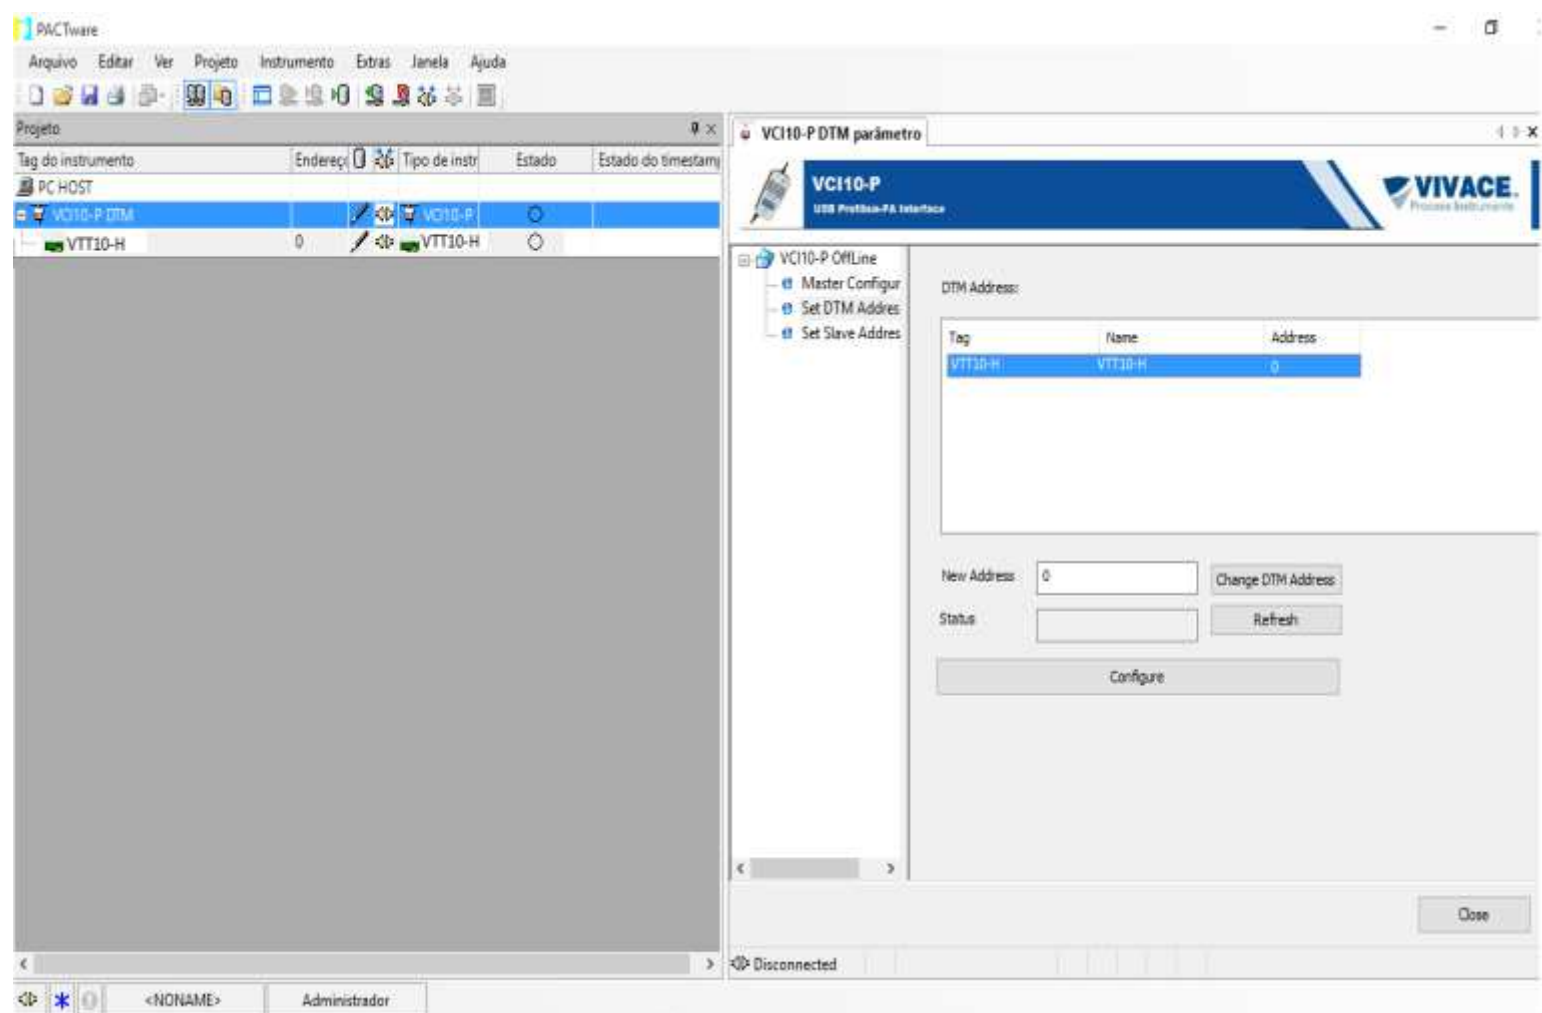 PACTware
Arquivo Editar Ver Projeto Instrumento Extras Janela Ajuda
Projeto
Tag do instrumento Endereç Tipo de instr Estado Estado do timestamp
PC HOST
VCI10-P DTM VCI10-P
VTT10-H 0 VTT10-H
VCI10-P DTM parâmetro
VCI10-P
USB Profibus-PA Interface
VIVACE
Process Instruments
VCI10-P OffLine
Master Configur
Set DTM Addres
Set Slave Addres
DTM Address:
Tag Name Address
VTT10-H VTT10-H 0
New Address 0 Change DTM Address
Status Refresh
Configure
Close
Disconnected
<NONAME> Administrador